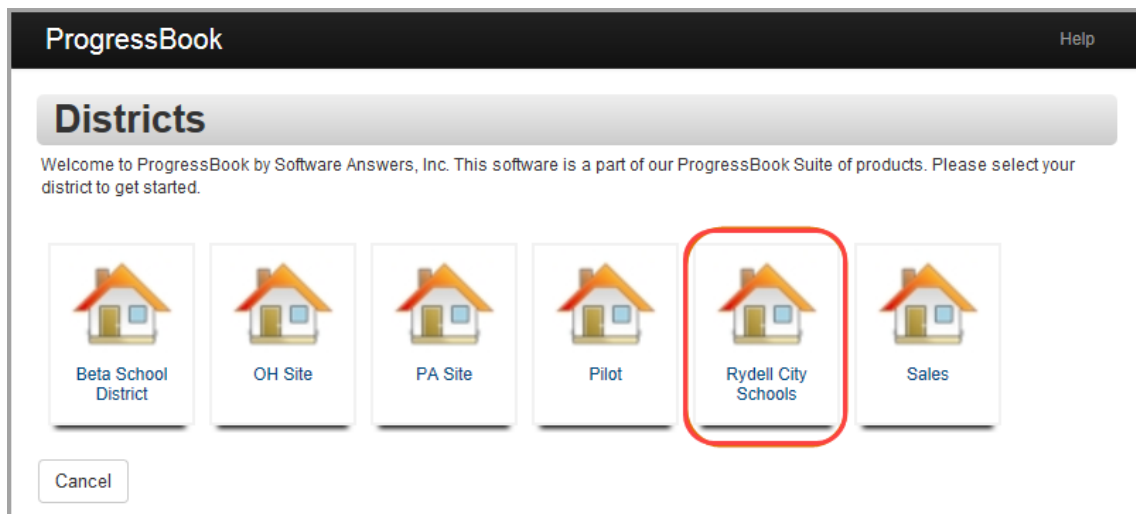 ProgressBook
Help
Districts
Welcome to ProgressBook by Software Answers, Inc. This software is a part of our ProgressBook Suite of products. Please select your
district to get started.
Beta School
District
OH Site
PA Site
Pilot
Rydell City
Schools
Sales
Cancel